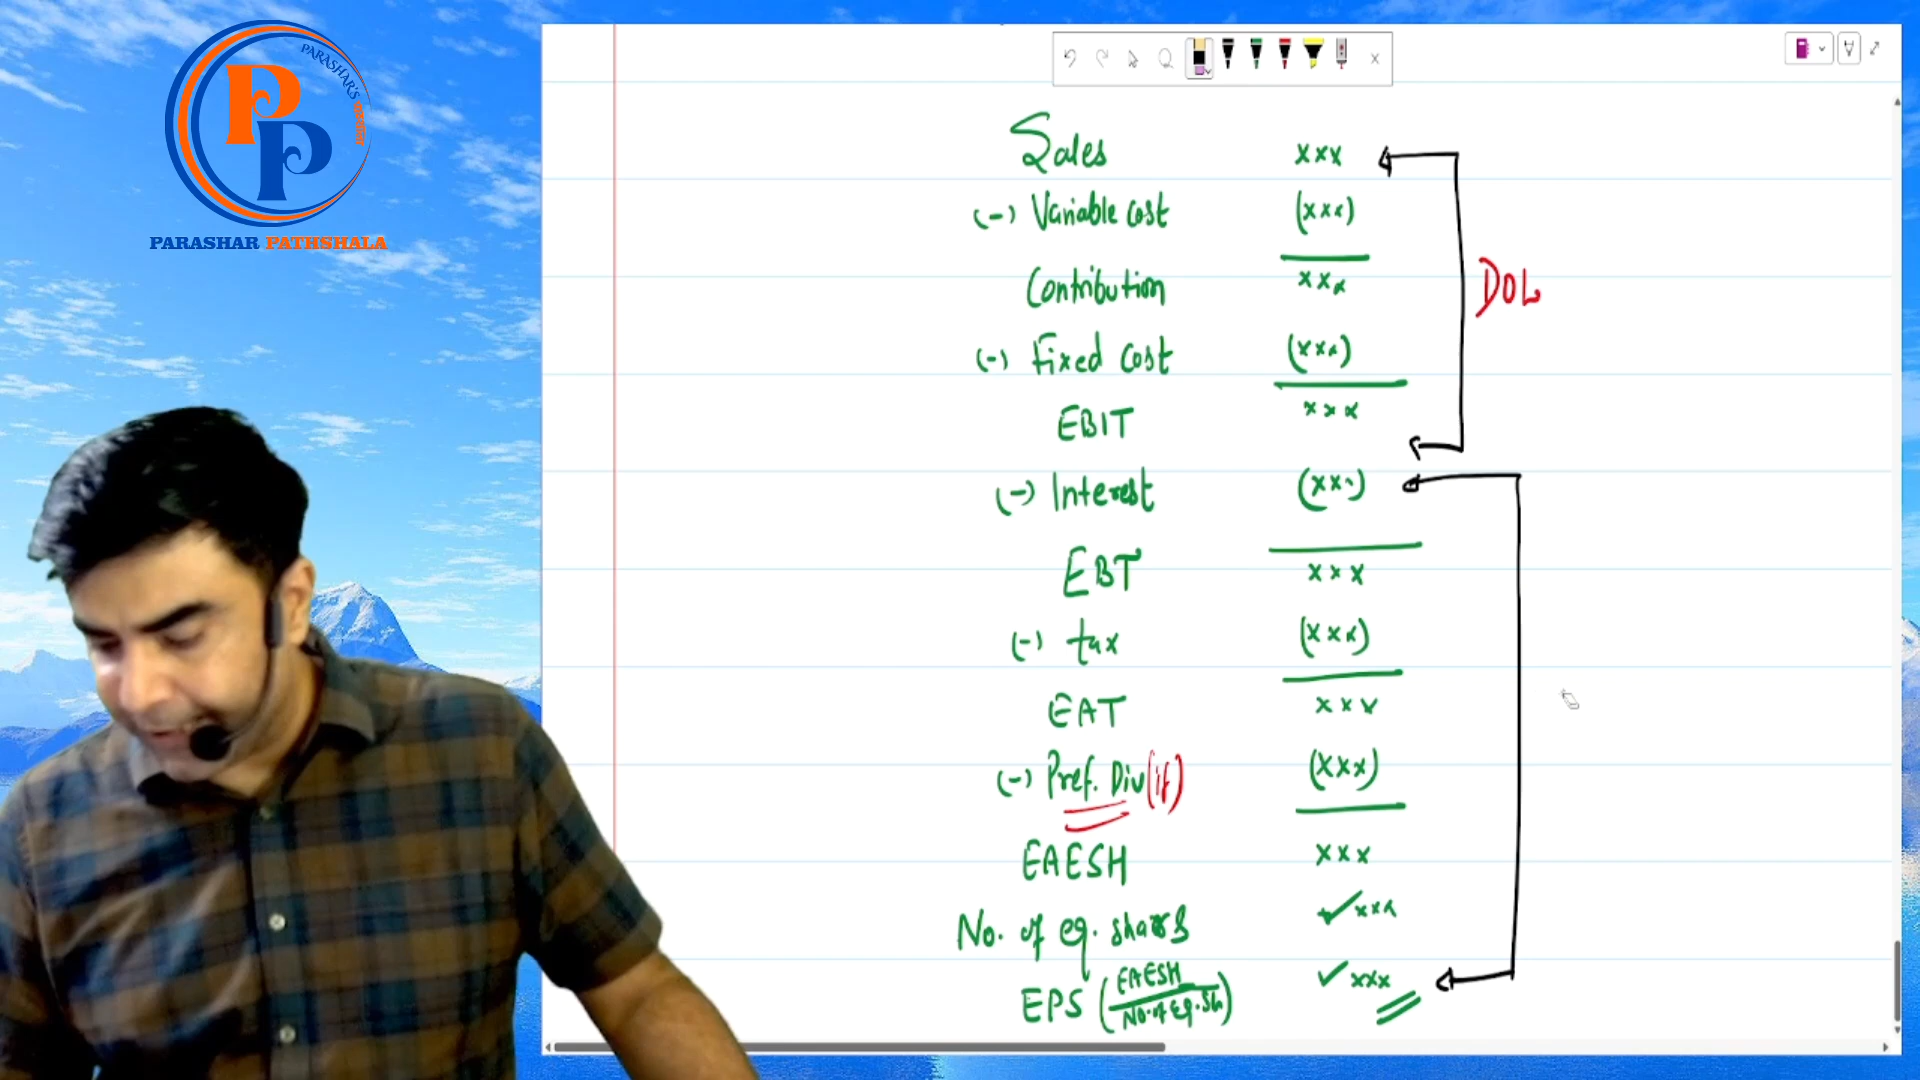 PARASHAR'S
PP
PARASHAR PATHSHALA
Sales xxx
(-) Variable cost (xxx)
Contribution xxx
(-) Fixed cost (xxx)
EBIT xxx
DOL
(-) Interest (xxx)
EBT xxx
(-) tax (xxx)
EAT xxx
(-) Pref. Div (if) (xxx)
EAESH xxx
No. of eq. shares ✓xxx
EPS (EAESH / No. of Eq. Sh) ✓xxx